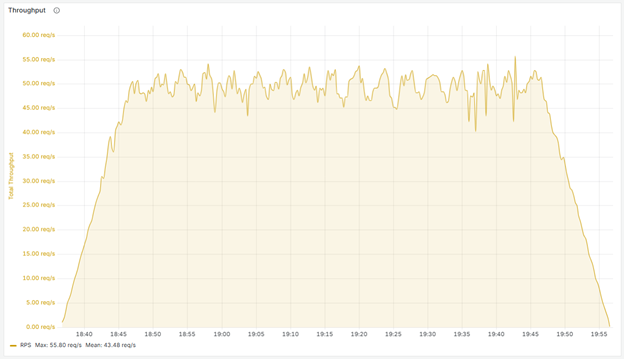 Throughput
60.00 req/s
55.00 req/s
50.00 req/s
45.00 req/s
40.00 req/s
35.00 req/s
30.00 req/s
25.00 req/s
20.00 req/s
15.00 req/s
10.00 req/s
5.00 req/s
0.00 req/s
Total Throughput
18:40 18:45 18:50 18:55 19:00 19:05 19:10 19:15 19:20 19:25 19:30 19:35 19:40 19:45 19:50 19:55
RPS Max: 55.80 req/s Mean: 43.48 req/s